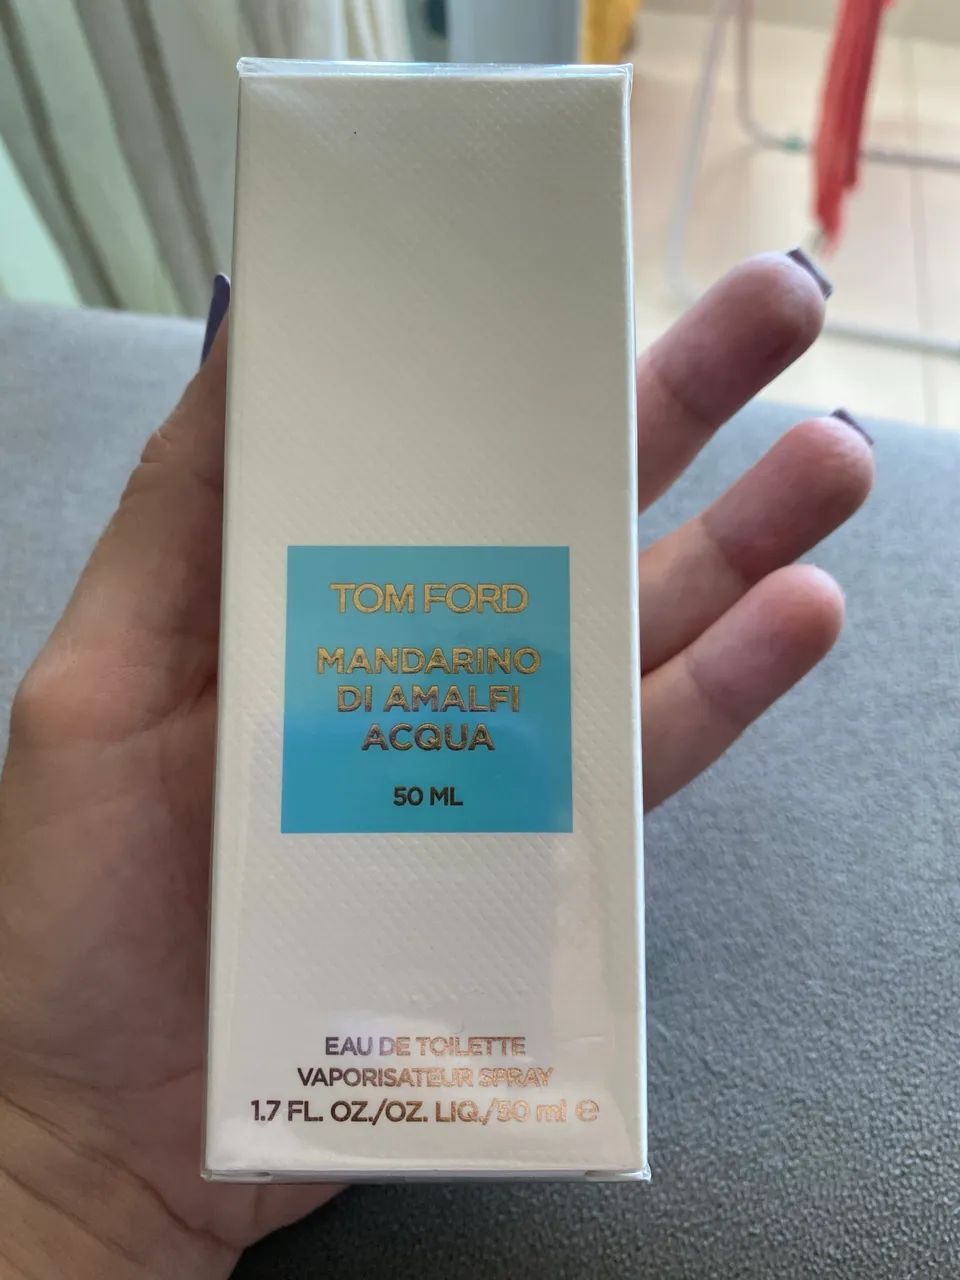 TOM FORD
MANDARINO
DI AMALFI
ACQUA
50 ML
EAU DE TOILETTE
VAPORISATEUR SPRAY
1.7 FL. OZ./OZ. LIQ./50 ml ℮